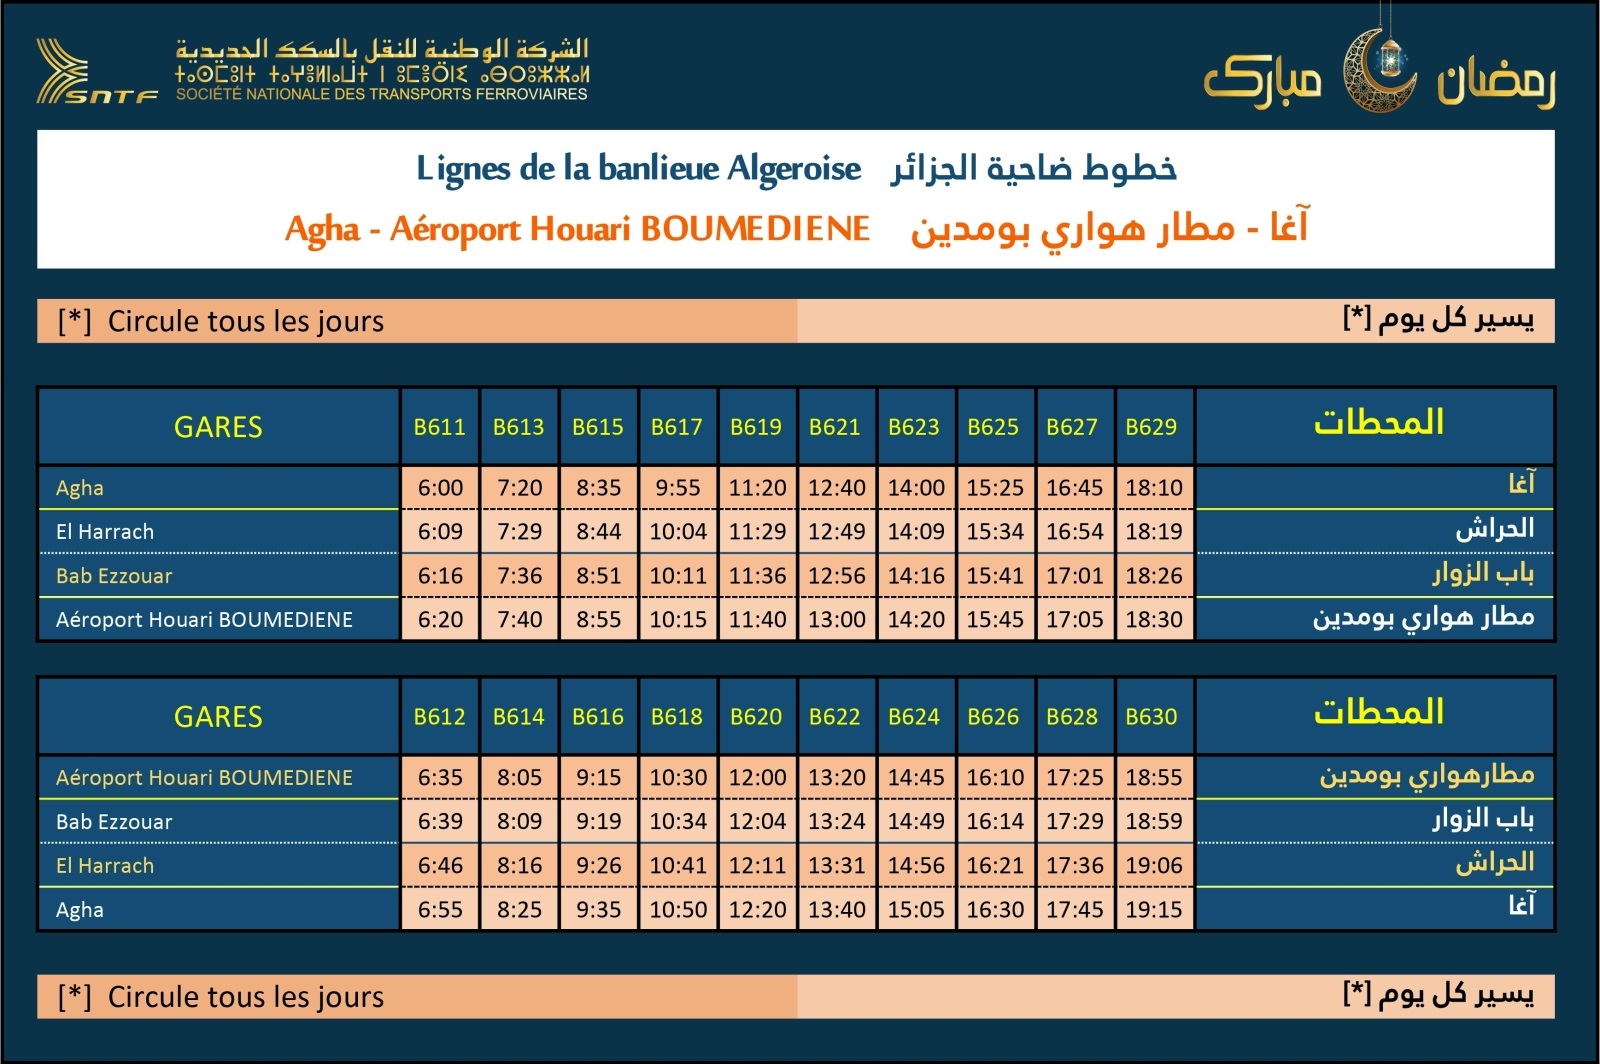 الشركة الوطنية للنقل بالسكك الحديدية
SNTF
SOCIÉTÉ NATIONALE DES TRANSPORTS FERROVIAIRES
رمضان مبارك
Lignes de la banlieue Algeroise خطوط ضاحية الجزائر
Agha - Aéroport Houari BOUMEDIENE آغا - مطار هواري بومدين
[*] Circule tous les jours يسير كل يوم [*]
GARES B611 B613 B615 B617 B619 B621 B623 B625 B627 B629 المحطات
Agha 6:00 7:20 8:35 9:55 11:20 12:40 14:00 15:25 16:45 18:10 آغا
El Harrach 6:09 7:29 8:44 10:04 11:29 12:49 14:09 15:34 16:54 18:19 الحراش
Bab Ezzouar 6:16 7:36 8:51 10:11 11:36 12:56 14:16 15:41 17:01 18:26 باب الزوار
Aéroport Houari BOUMEDIENE 6:20 7:40 8:55 10:15 11:40 13:00 14:20 15:45 17:05 18:30 مطار هواري بومدين
GARES B612 B614 B616 B618 B620 B622 B624 B626 B628 B630 المحطات
Aéroport Houari BOUMEDIENE 6:35 8:05 9:15 10:30 12:00 13:20 14:45 16:10 17:25 18:55 مطارهواري بومدين
Bab Ezzouar 6:39 8:09 9:19 10:34 12:04 13:24 14:49 16:14 17:29 18:59 باب الزوار
El Harrach 6:46 8:16 9:26 10:41 12:11 13:31 14:56 16:21 17:36 19:06 الحراش
Agha 6:55 8:25 9:35 10:50 12:20 13:40 15:05 16:30 17:45 19:15 آغا
[*] Circule tous les jours يسير كل يوم [*]